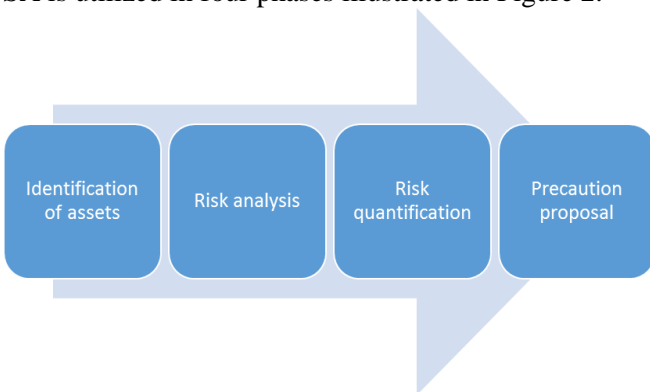 is utilized in four phases illustrated in Figure 2.
Identification
of assets
Risk analysis
Risk
quantification
Precaution
proposal